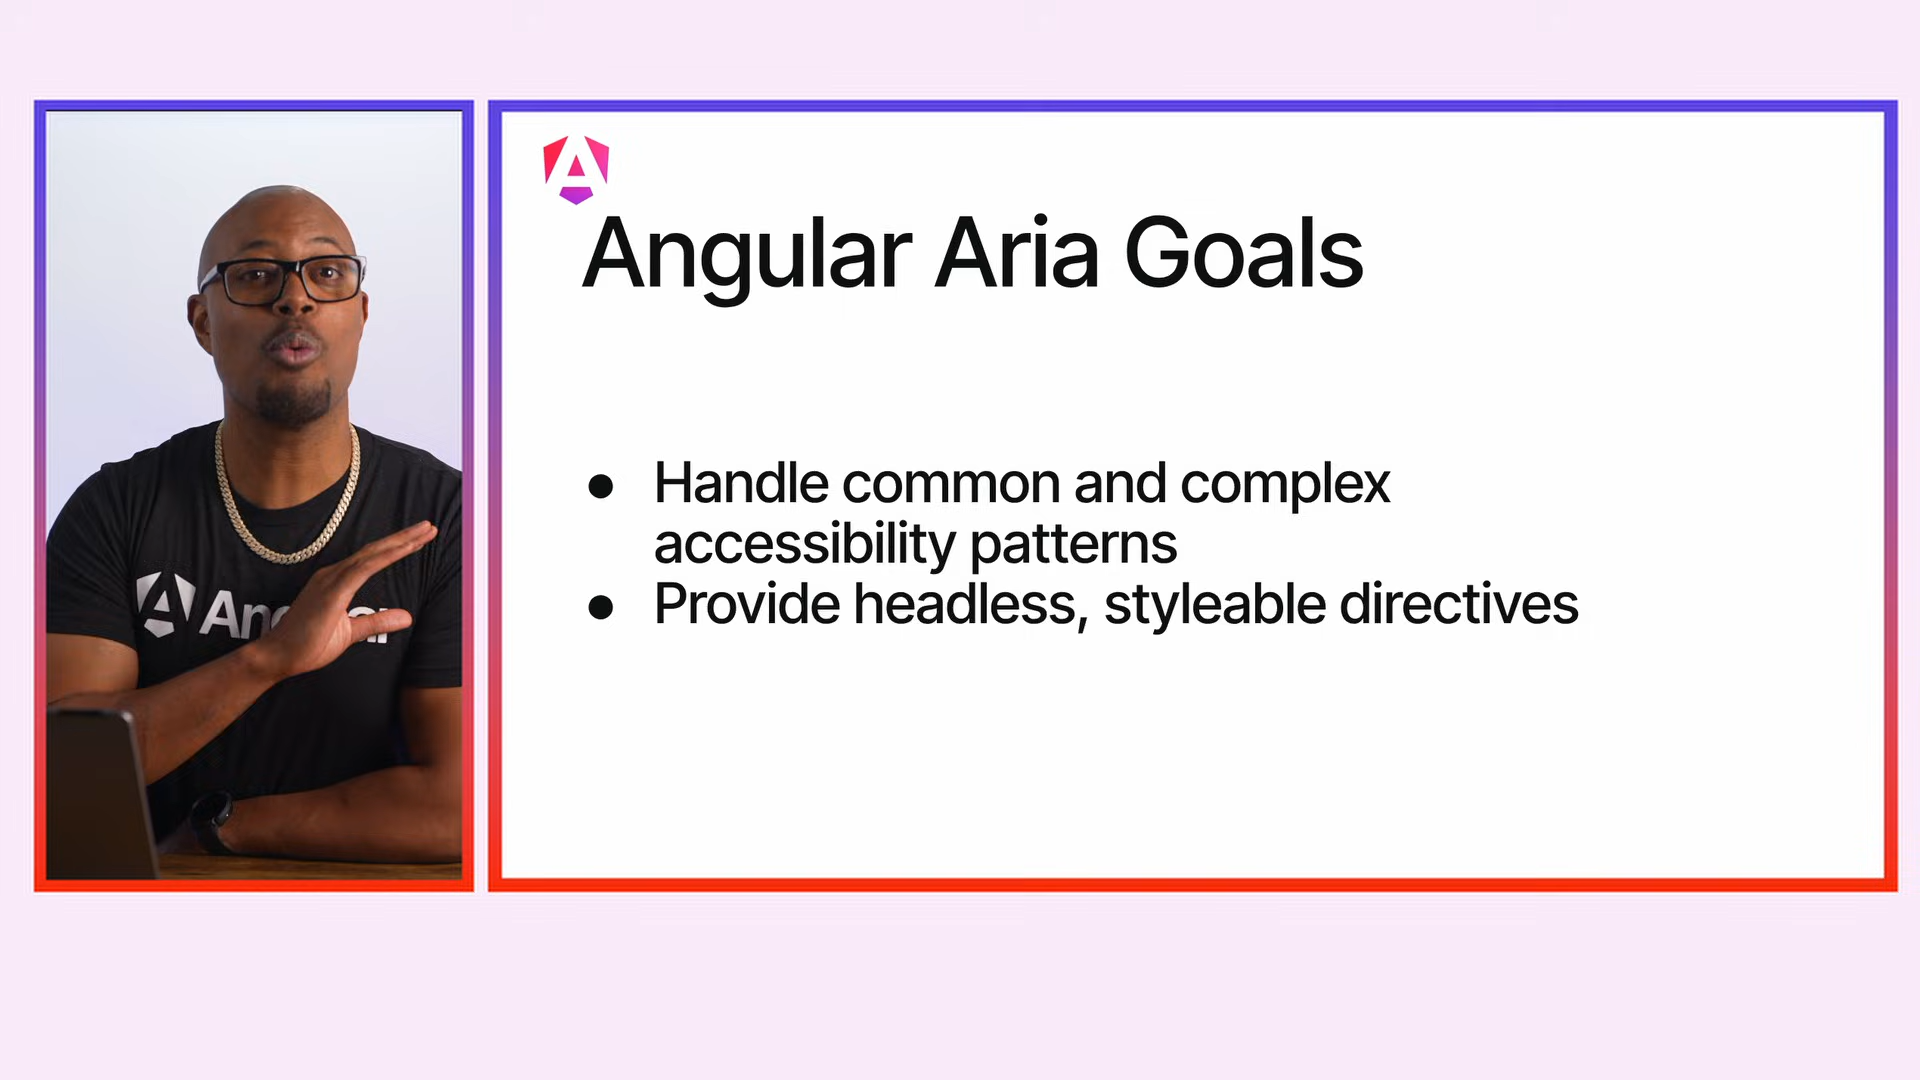 Angular Aria Goals
● Handle common and complex
accessibility patterns
● Provide headless, styleable directives